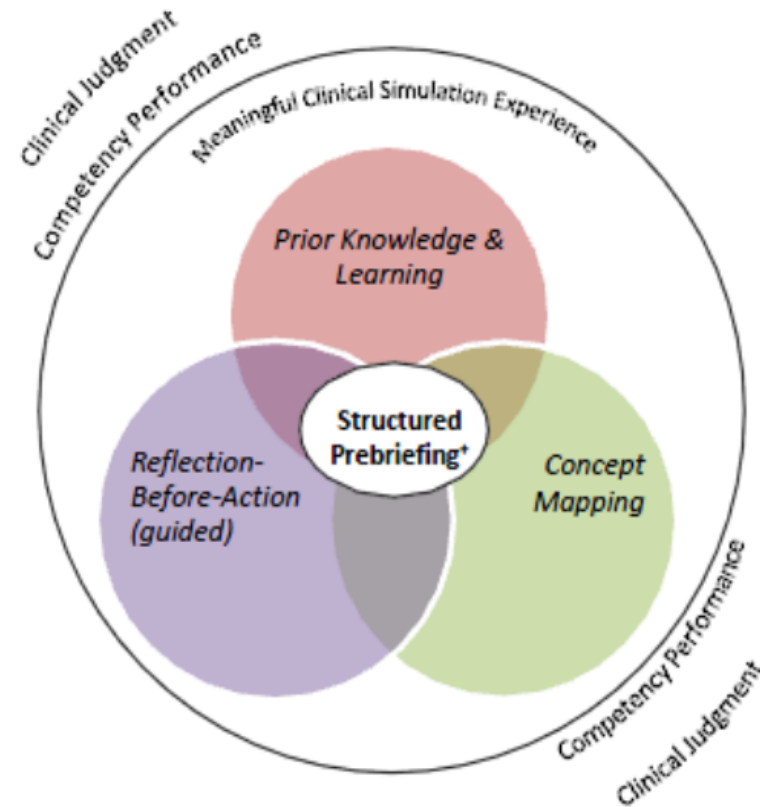 Clinical Judgment
Competency Performance
Meaningful Clinical Simulation Experience
Prior Knowledge &
Learning
Structured
Prebriefing⁺
Reflection-
Before-Action
(guided)
Concept
Mapping
Competency Performance
Clinical Judgment